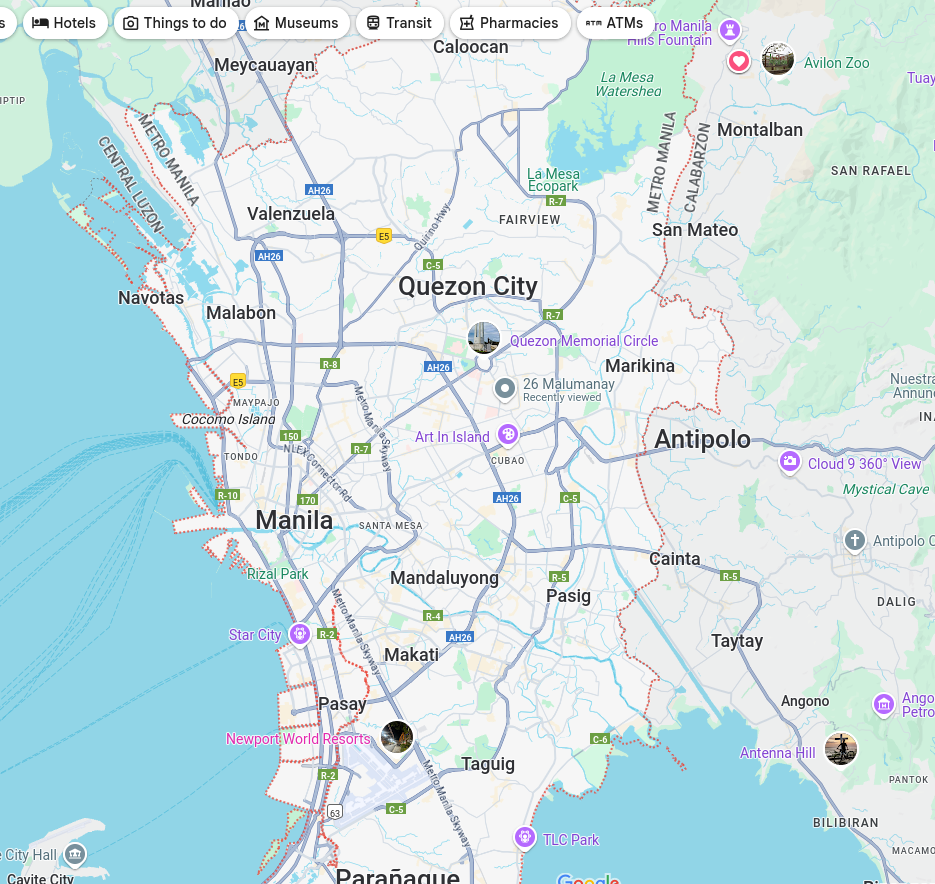 s
Hotels
Things to do
Museums
Transit
Pharmacies
ATM
ATMs
Caloocan
Meycauayan
Hills Fountain
Avilon Zoo
La Mesa
Watershed
Tuay
METRO MANILA
CENTRAL LUZON
METRO MANILA
CALABARZON
Montalban
SAN RAFAEL
La Mesa
Ecopark
AH26
R-7
Valenzuela
FAIRVIEW
San Mateo
E5
Quirino Hwy
AH26
C-5
Quezon City
Navotas
Malabon
R-7
Quezon Memorial Circle
R-8
AH26
Marikina
E5
26 Malumanay
Recently viewed
MAYPAJO
Metro Manila Skyway
Cocomo Island
150
Art In Island
Antipolo
TONDO
NLEX Connector Rd
R-7
CUBAO
Cloud 9 360° View
Mystical Cave
R-10
170
AH26
C-5
Manila
SANTA MESA
Antipolo C
Cainta
Rizal Park
Mandaluyong
R-5
R-5
Pasig
DALIG
Metro Manila Skyway
R-4
Star City
R-2
AH26
Taytay
Makati
Pasay
Angono
Ango
Petro
Newport World Resorts
C-6
Antenna Hill
Taguig
R-2
PANTOK
Metro Manila Skyway
63
C-5
BILIBIRAN
TLC Park
City Hall
MACAMO
Cavite City
Parañaque
Google